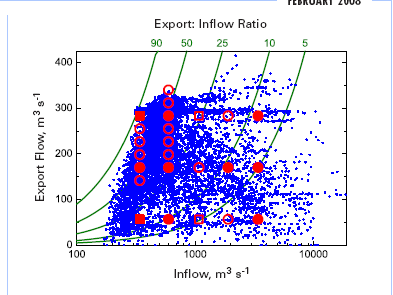 FEBRUARY 2008
Export: Inflow Ratio
90 50 25 10 5
400
300
200
100
0
Export Flow, m³ s⁻¹
100 1000 10000
Inflow, m³ s⁻¹